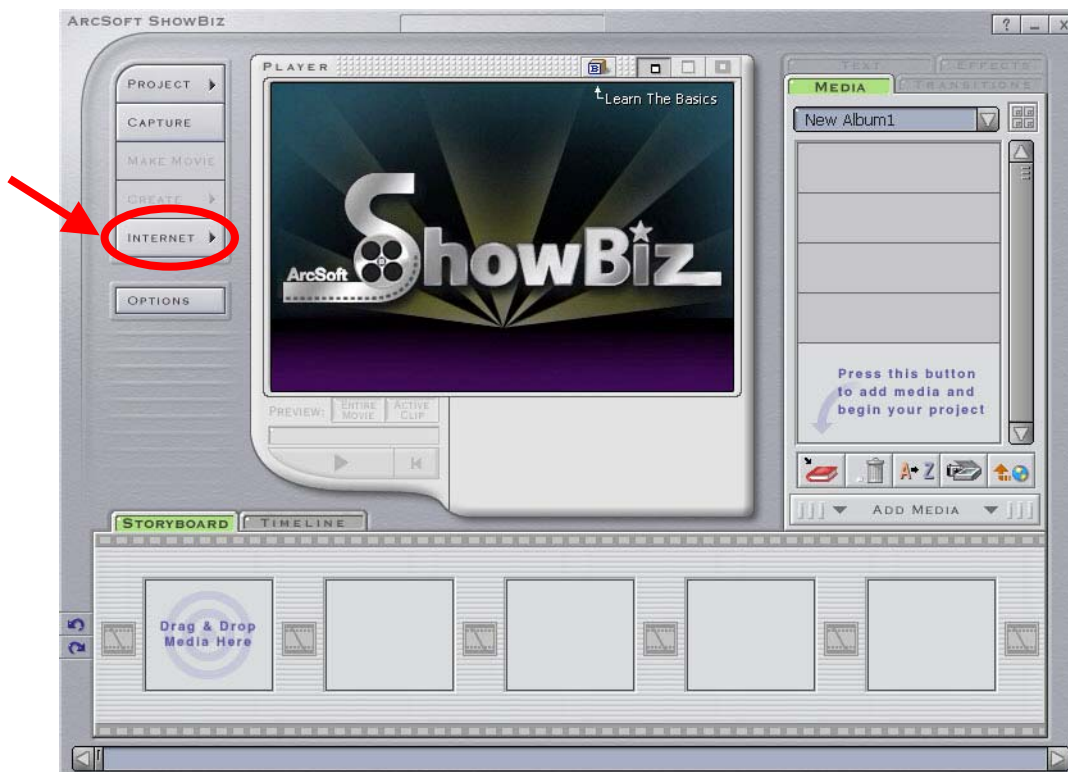 ARCSOFT SHOWBIZ
? _ X
PROJECT
CAPTURE
MAKE MOVIE
CREATE
INTERNET
OPTIONS
PLAYER
B
Learn The Basics
ArcSoft ShowBiz
PREVIEW: ENTIRE MOVIE ACTIVE CLIP
TEXT EFFECTS
MEDIA TRANSITIONS
New Album1
Press this button
to add media and
begin your project
A Z
ADD MEDIA
STORYBOARD TIMELINE
Drag & Drop
Media Here